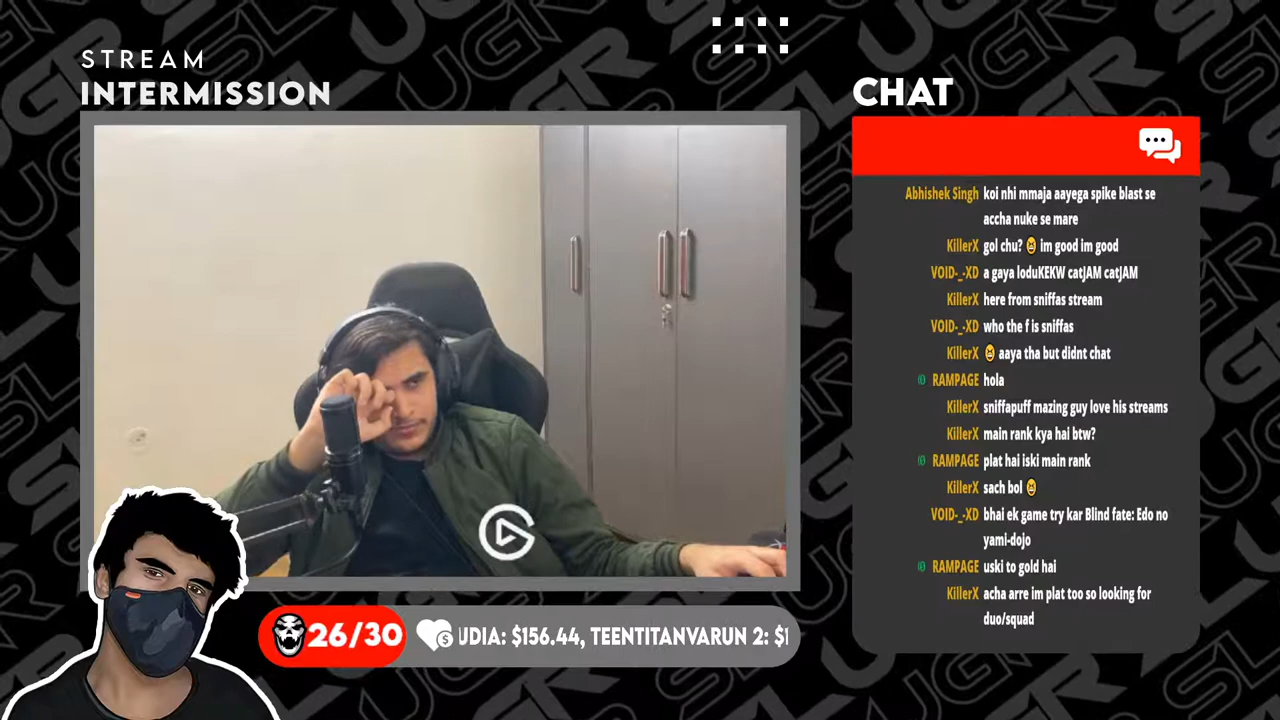 STREAM
INTERMISSION
CHAT
Abhishek Singh koi nhi mmaja aayega spike blast se
accha nuke se mare
KillerX gol chu? 😆 im good im good
VOID-_-XD a gaya loduKEKW catJAM catJAM
KillerX here from sniffas stream
VOID-_-XD who the f is sniffas
KillerX 😆 aaya tha but didnt chat
RAMPAGE hola
KillerX sniffapuff mazing guy love his streams
KillerX main rank kya hai btw?
RAMPAGE plat hai iski main rank
KillerX sach bol 😆
VOID-_-XD bhai ek game try kar Blind fate: Edo no
yami-dojo
RAMPAGE uski to gold hai
KillerX acha arre im plat too so looking for
duo/squad
26/30 UDIA: $156.44, TEENTITANVARUN 2: $1